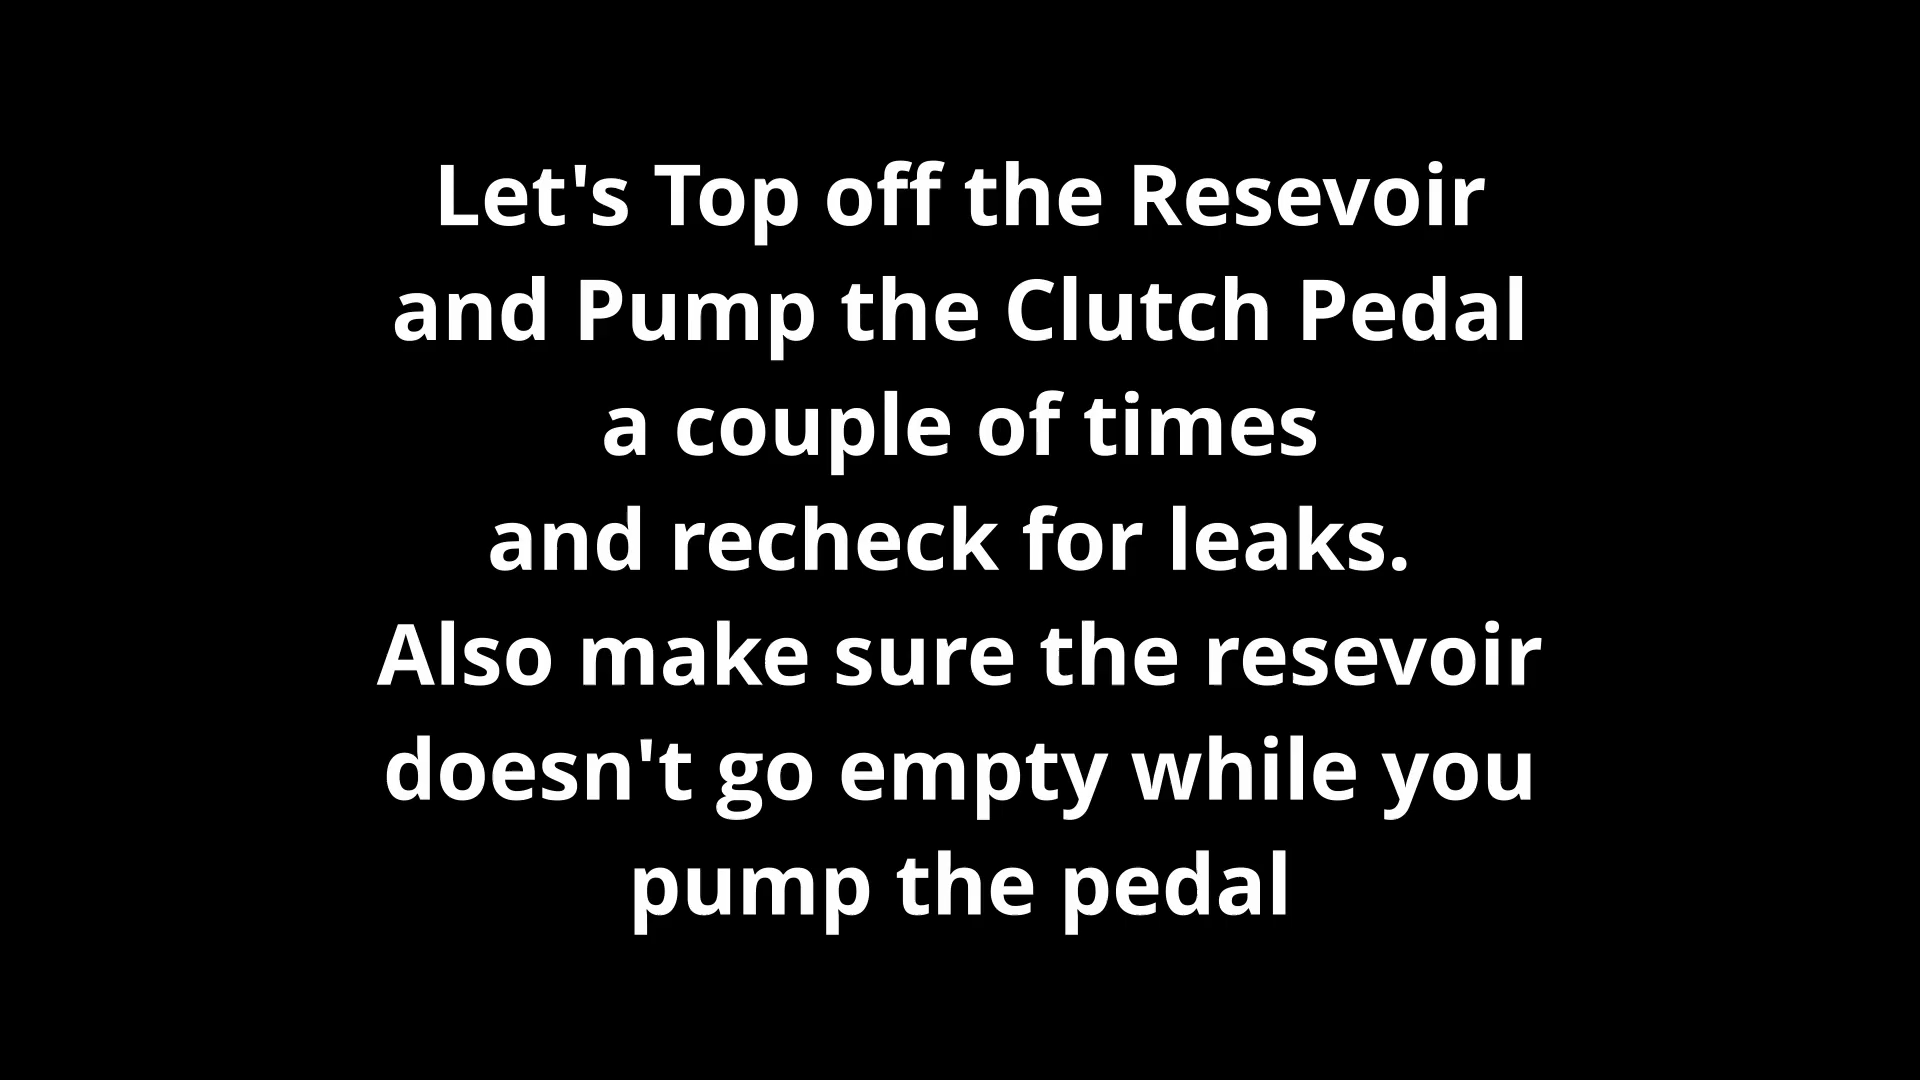 Let's Top off the Resevoir
and Pump the Clutch Pedal
a couple of times
and recheck for leaks.
Also make sure the resevoir
doesn't go empty while you
pump the pedal